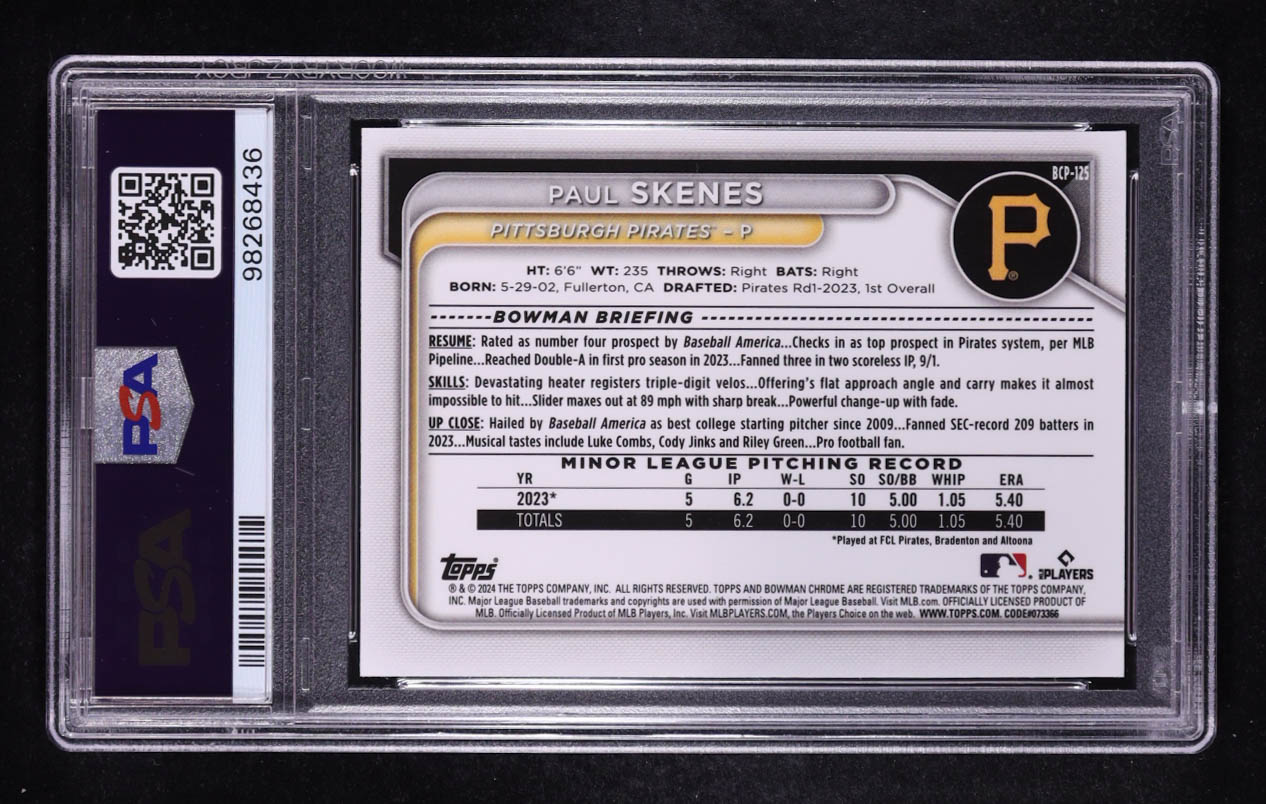 98268436
PSA
PSA
BCP-125
PAUL SKENES
PITTSBURGH PIRATES™ – P
P®
HT: 6'6" WT: 235 THROWS: Right BATS: Right
BORN: 5-29-02, Fullerton, CA DRAFTED: Pirates Rd1-2023, 1st Overall
BOWMAN BRIEFING
RESUME: Rated as number four prospect by Baseball America...Checks in as top prospect in Pirates system, per MLB
Pipeline...Reached Double-A in first pro season in 2023...Fanned three in two scoreless IP, 9/1.
SKILLS: Devastating heater registers triple-digit velos...Offering's flat approach angle and carry makes it almost
impossible to hit...Slider maxes out at 89 mph with sharp break...Powerful change-up with fade.
UP CLOSE: Hailed by Baseball America as best college starting pitcher since 2009...Fanned SEC-record 209 batters in
2023...Musical tastes include Luke Combs, Cody Jinks and Riley Green...Pro football fan.
MINOR LEAGUE PITCHING RECORD
YR G IP W-L SO SO/BB WHIP ERA
2023* 5 6.2 0-0 10 5.00 1.05 5.40
TOTALS 5 6.2 0-0 10 5.00 1.05 5.40
*Played at FCL Pirates, Bradenton and Altoona
Topps
MLB PLAYERS
® & © 2024 THE TOPPS COMPANY, INC. ALL RIGHTS RESERVED. TOPPS AND BOWMAN CHROME ARE REGISTERED TRADEMARKS OF THE TOPPS COMPANY,
INC. Major League Baseball trademarks and copyrights are used with permission of Major League Baseball. Visit MLB.com. OFFICIALLY LICENSED PRODUCT OF
MLB. Officially Licensed Product of MLB Players, Inc. Visit MLBPLAYERS.COM, the Players Choice on the web. WWW.TOPPS.COM. CODE#073366